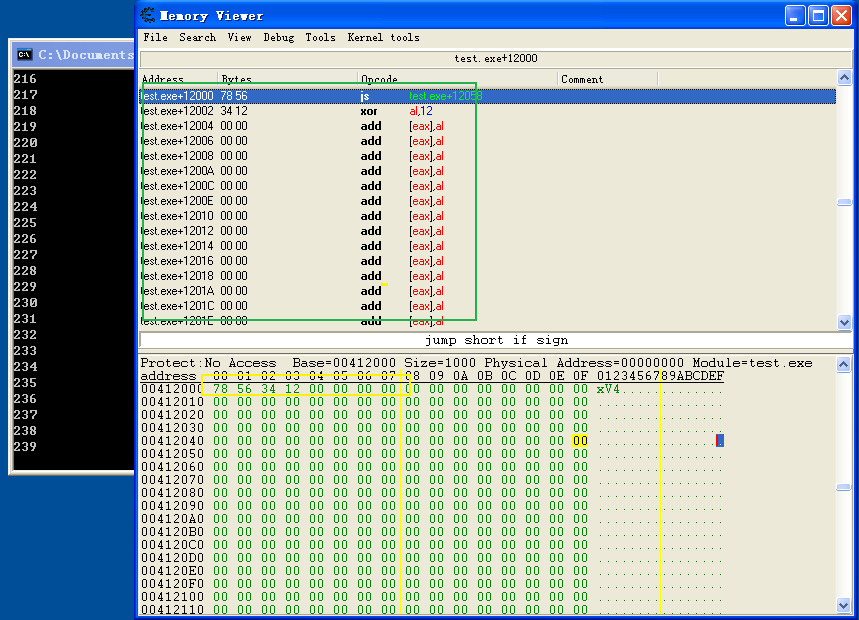 C:\Documents
216
217
218
219
220
221
222
223
224
225
226
227
228
229
230
231
232
233
234
235
236
237
238
239
Memory Viewer
File Search View Debug Tools Kernel tools
test.exe+12000
Address Bytes Opcode Comment
test.exe+12000 78 56 js test.exe+12058
test.exe+12002 34 12 xor al,12
test.exe+12004 00 00 add [eax],al
test.exe+12006 00 00 add [eax],al
test.exe+12008 00 00 add [eax],al
test.exe+1200A 00 00 add [eax],al
test.exe+1200C 00 00 add [eax],al
test.exe+1200E 00 00 add [eax],al
test.exe+12010 00 00 add [eax],al
test.exe+12012 00 00 add [eax],al
test.exe+12014 00 00 add [eax],al
test.exe+12016 00 00 add [eax],al
test.exe+12018 00 00 add [eax],al
test.exe+1201A 00 00 add [eax],al
test.exe+1201C 00 00 add [eax],al
test.exe+1201E 00 00 add [eax],al
jump short if sign
Protect:No Access Base=00412000 Size=1000 Physical Address=00000000 Module=test.exe
address 00 01 02 03 04 05 06 07 08 09 0A 0B 0C 0D 0E 0F 0123456789ABCDEF
00412000 78 56 34 12 00 00 00 00 00 00 00 00 00 00 00 00 xV4.............
00412010 00 00 00 00 00 00 00 00 00 00 00 00 00 00 00 00 ................
00412020 00 00 00 00 00 00 00 00 00 00 00 00 00 00 00 00 ................
00412030 00 00 00 00 00 00 00 00 00 00 00 00 00 00 00 00 ................
00412040 00 00 00 00 00 00 00 00 00 00 00 00 00 00 00 00 ................
00412050 00 00 00 00 00 00 00 00 00 00 00 00 00 00 00 00 ................
00412060 00 00 00 00 00 00 00 00 00 00 00 00 00 00 00 00 ................
00412070 00 00 00 00 00 00 00 00 00 00 00 00 00 00 00 00 ................
00412080 00 00 00 00 00 00 00 00 00 00 00 00 00 00 00 00 ................
00412090 00 00 00 00 00 00 00 00 00 00 00 00 00 00 00 00 ................
004120A0 00 00 00 00 00 00 00 00 00 00 00 00 00 00 00 00 ................
004120B0 00 00 00 00 00 00 00 00 00 00 00 00 00 00 00 00 ................
004120C0 00 00 00 00 00 00 00 00 00 00 00 00 00 00 00 00 ................
004120D0 00 00 00 00 00 00 00 00 00 00 00 00 00 00 00 00 ................
004120E0 00 00 00 00 00 00 00 00 00 00 00 00 00 00 00 00 ................
004120F0 00 00 00 00 00 00 00 00 00 00 00 00 00 00 00 00 ................
00412100 00 00 00 00 00 00 00 00 00 00 00 00 00 00 00 00 ................
00412110 00 00 00 00 00 00 00 00 00 00 00 00 00 00 00 00 ................